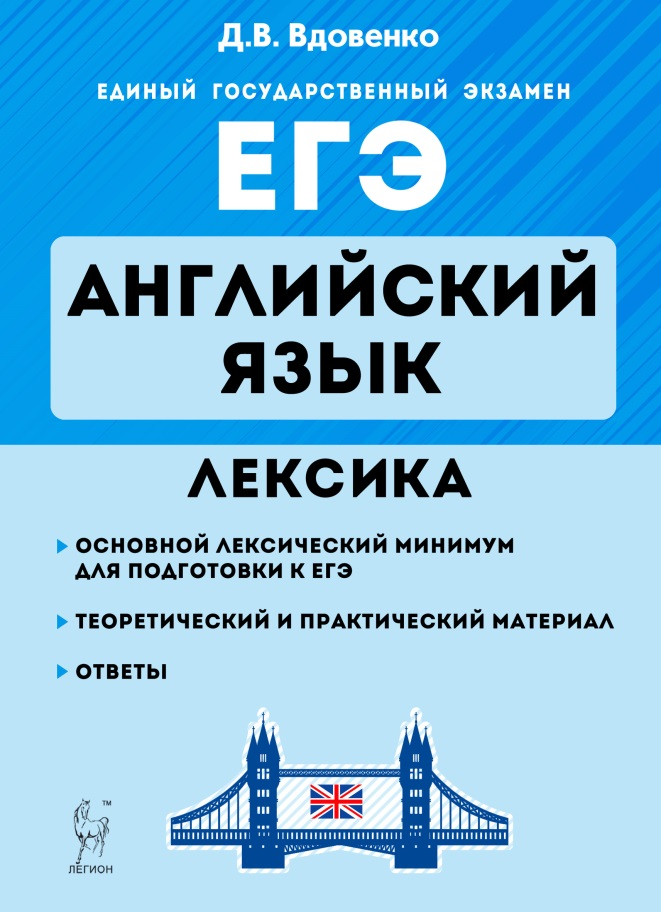 Д.В. Вдовенко
ЕДИНЫЙ ГОСУДАРСТВЕННЫЙ ЭКЗАМЕН
ЕГЭ
АНГЛИЙСКИЙ
ЯЗЫК
ЛЕКСИКА
ОСНОВНОЙ ЛЕКСИЧЕСКИЙ МИНИМУМ
ДЛЯ ПОДГОТОВКИ К ЕГЭ
ТЕОРЕТИЧЕСКИЙ И ПРАКТИЧЕСКИЙ МАТЕРИАЛ
ОТВЕТЫ
TM
ЛЕГИОН